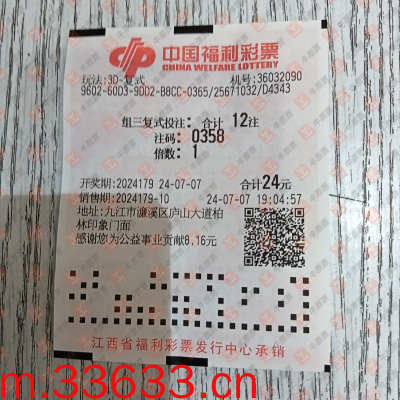 中国福利彩票
CHINA WELFARE LOTTERY
玩法:3D-复式 机号:36032090
9602-60D3-9DD2-B8CC-0365/25671032/D4343
组三复式投注: 合计 12注
注码: 0358
倍数: 1
开奖期:2024179 24-07-07 合计24元
销售期:2024179-10 24-07-07 19:04:57
地址:九江市濂溪区庐山大道柏
林印象门面
感谢您为公益事业贡献8.16元
江西省福利彩票发行中心承销
m.33633.cn